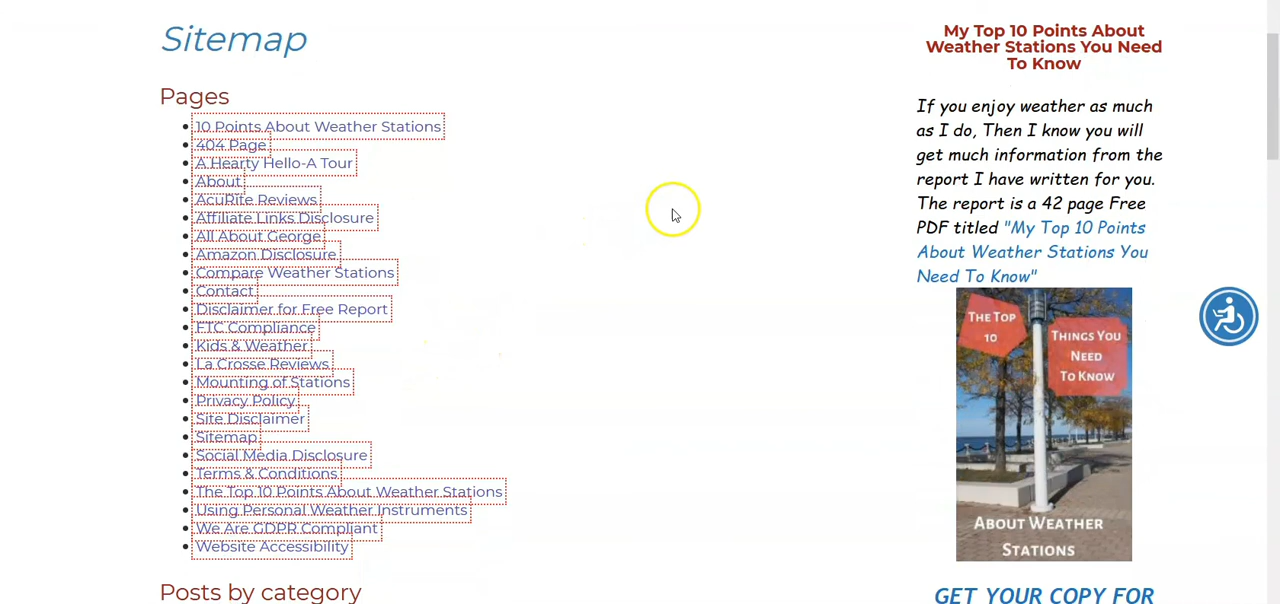 Sitemap
Pages
10 Points About Weather Stations
404 Page
A Hearty Hello-A Tour
About
AcuRite Reviews
Affiliate Links Disclosure
All About George
Amazon Disclosure
Compare Weather Stations
Contact
Disclaimer for Free Report
FTC Compliance
Kids & Weather
La Crosse Reviews
Mounting of Stations
Privacy Policy
Site Disclaimer
Sitemap
Social Media Disclosure
Terms & Conditions
The Top 10 Points About Weather Stations
Using Personal Weather Instruments
We Are GDPR Compliant
Website Accessibility
Posts by category
My Top 10 Points About
Weather Stations You Need
To Know
If you enjoy weather as much
as I do, Then I know you will
get much information from the
report I have written for you.
The report is a 42 page Free
PDF titled "My Top 10 Points
About Weather Stations You
Need To Know"
The Top
10
Things You
Need
To Know
About Weather
Stations
GET YOUR COPY FOR